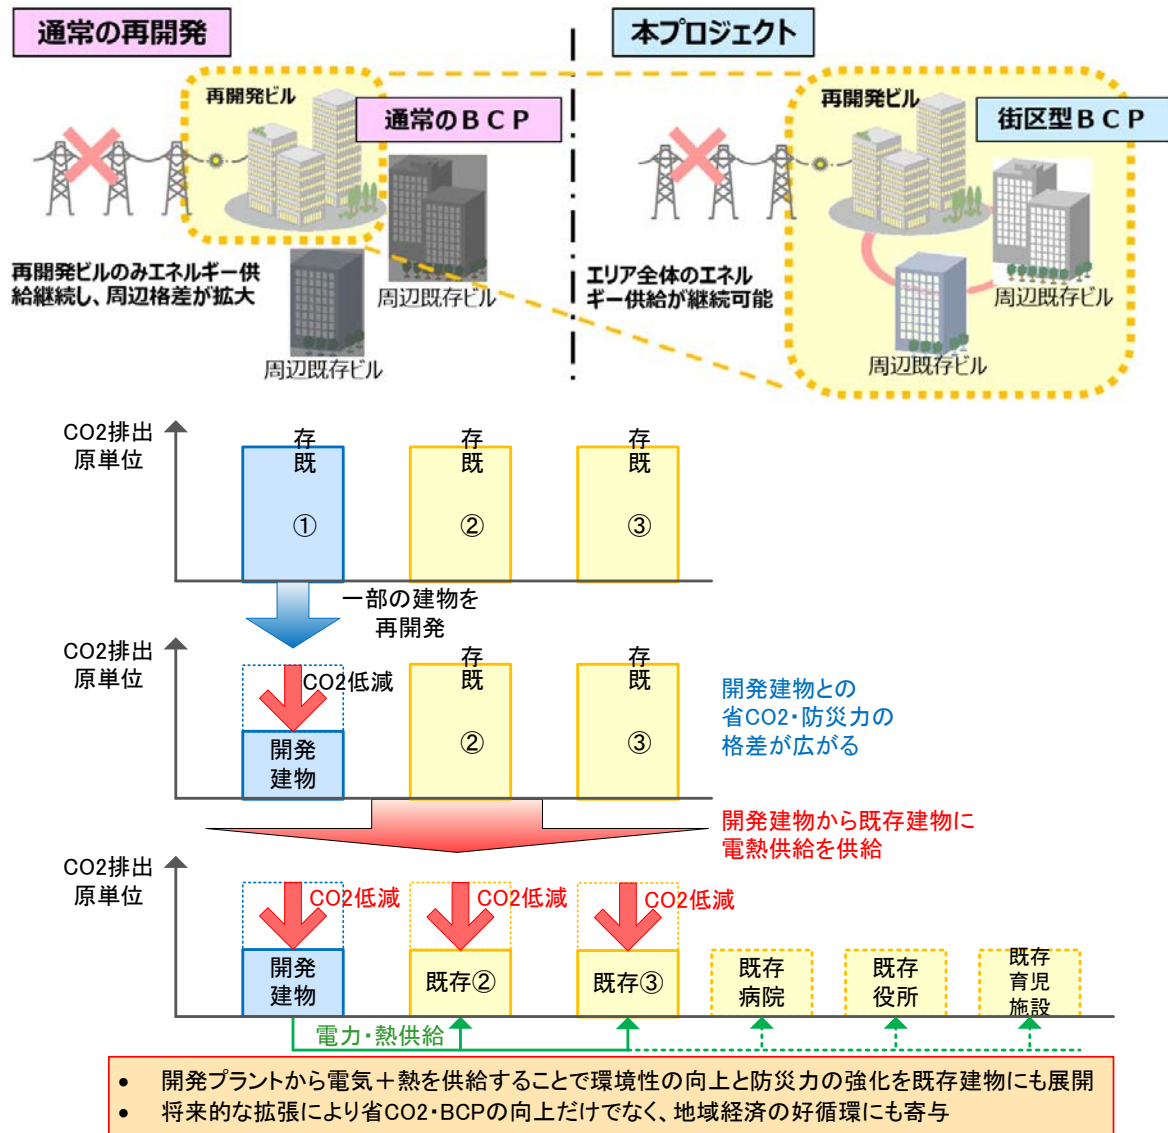 通常の再開発
本プロジェクト
再開発ビル
通常のBCP
再開発ビルのみエネルギー供
給継続し、周辺格差が拡大
周辺既存ビル
周辺既存ビル
再開発ビル
街区型BCP
エリア全体のエネル
ギー供給が継続可能
周辺既存ビル
周辺既存ビル
CO2排出
原単位
存
既
①
存
既
②
存
既
③
一部の建物を
再開発
CO2排出
原単位
CO2低減
開発
建物
存
既
②
存
既
③
開発建物との
省CO2・防災力の
格差が広がる
開発建物から既存建物に
電熱供給を供給
CO2排出
原単位
CO2低減
CO2低減
CO2低減
開発
建物
既存②
既存③
既存
病院
既存
役所
既存
育児
施設
電力・熱供給
• 開発プラントから電気＋熱を供給することで環境性の向上と防災力の強化を既存建物にも展開
• 将来的な拡張により省CO2・BCPの向上だけでなく、地域経済の好循環にも寄与